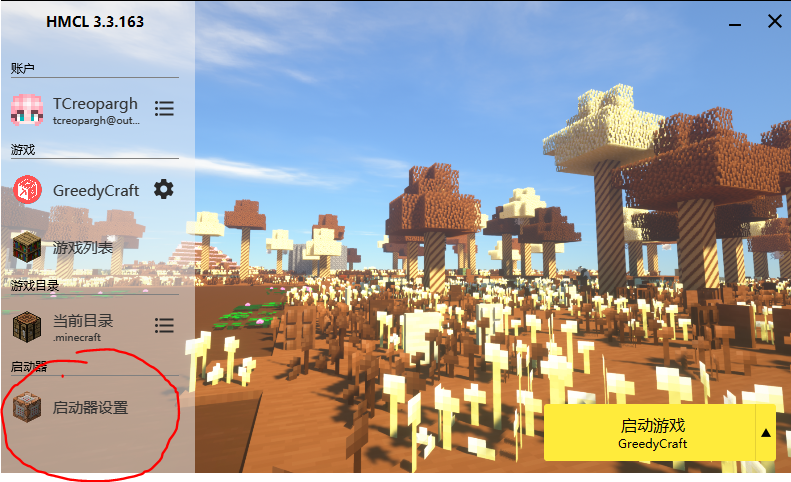 HMCL 3.3.163
账户
TCreopargh
tcreopargh@out...
游戏
GreedyCraft
游戏列表
游戏目录
当前目录
.minecraft
启动器
启动器设置
启动游戏
GreedyCraft